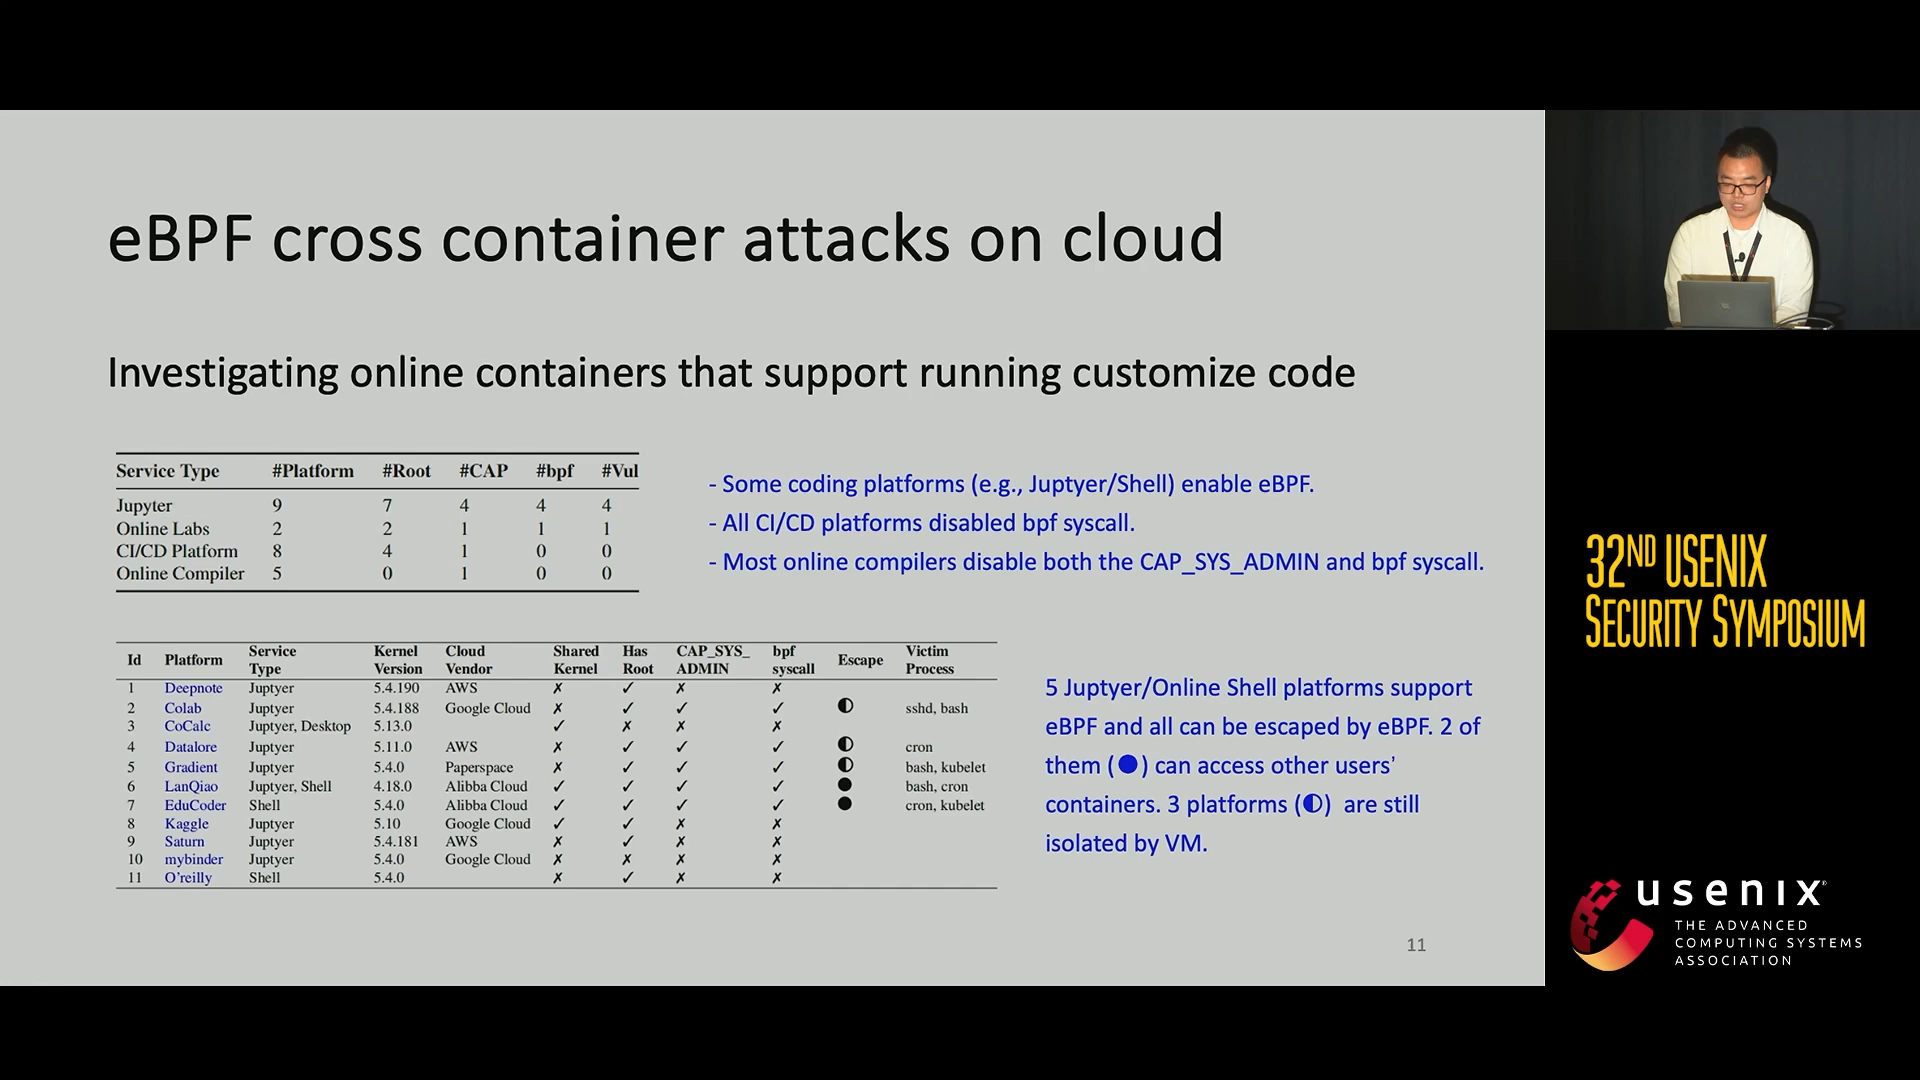 eBPF cross container attacks on cloud
Investigating online containers that support running customize code
Service Type #Platform #Root #CAP #bpf #Vul
Jupyter 9 7 4 4 4
Online Labs 2 2 1 1 1
CI/CD Platform 8 4 1 0 0
Online Compiler 5 0 1 0 0
- Some coding platforms (e.g., Juptyer/Shell) enable eBPF.
- All CI/CD platforms disabled bpf syscall.
- Most online compilers disable both the CAP_SYS_ADMIN and bpf syscall.
Id Platform Service Type Kernel Version Cloud Vendor Shared Kernel Has Root CAP_SYS_ADMIN bpf syscall Escape Victim Process
1 Deepnote Juptyer 5.4.190 AWS ✗ ✓ ✗ ✗
2 Colab Juptyer 5.4.188 Google Cloud ✗ ✓ ✓ ✓ ◐ sshd, bash
3 CoCalc Juptyer, Desktop 5.13.0 ✓ ✗ ✗ ✗
4 Datalore Juptyer 5.11.0 AWS ✗ ✓ ✓ ✓ ◐ cron
5 Gradient Juptyer 5.4.0 Paperspace ✗ ✓ ✓ ✓ ◐ bash, kubelet
6 LanQiao Juptyer, Shell 4.18.0 Alibba Cloud ✓ ✓ ✓ ✓ ● bash, cron
7 EduCoder Shell 5.4.0 Alibba Cloud ✓ ✓ ✓ ✓ ● cron, kubelet
8 Kaggle Juptyer 5.10 Google Cloud ✓ ✓ ✗ ✗
9 Saturn Juptyer 5.4.181 AWS ✗ ✓ ✗ ✗
10 mybinder Juptyer 5.4.0 Google Cloud ✗ ✗ ✗ ✗
11 O'reilly Shell 5.4.0 ✗ ✓ ✗ ✗
5 Juptyer/Online Shell platforms support
eBPF and all can be escaped by eBPF. 2 of
them (●) can access other users'
containers. 3 platforms (◐) are still
isolated by VM.
11
32ND USENIX
SECURITY SYMPOSIUM
usenix
THE ADVANCED
COMPUTING SYSTEMS
ASSOCIATION